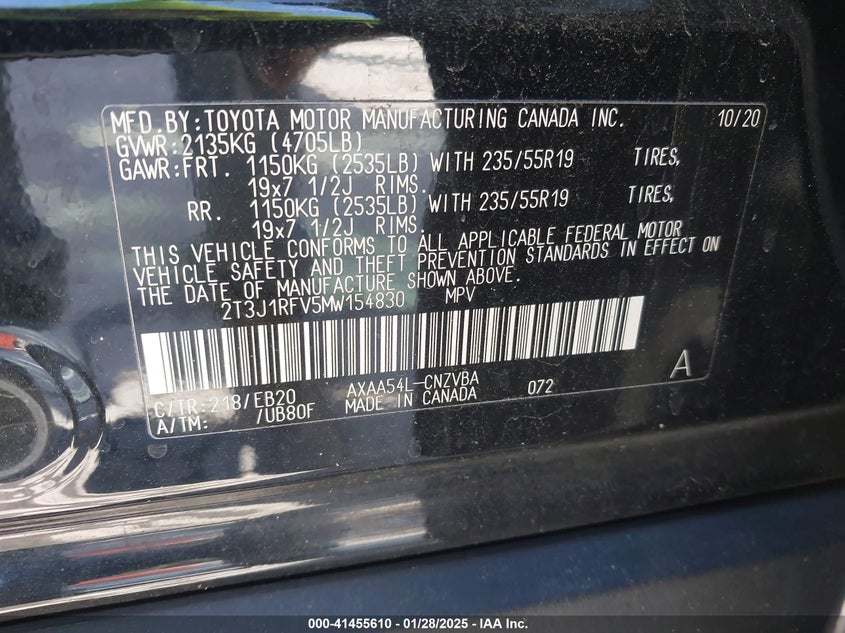 MFD.BY:TOYOTA MOTOR MANUFACTURING CANADA INC. 10/20
GVWR:2135KG (4705LB)
GAWR:FRT. 1150KG (2535LB) WITH 235/55R19 TIRES,
19x7 1/2J RIMS.
RR. 1150KG (2535LB) WITH 235/55R19 TIRES,
19x7 1/2J RIMS.
THIS VEHICLE CONFORMS TO ALL APPLICABLE FEDERAL MOTOR
VEHICLE SAFETY AND THEFT PREVENTION STANDARDS IN EFFECT ON
THE DATE OF MANUFACTURE SHOWN ABOVE.
2T3J1RFV5MW154830 MPV
C/TR:218/EB20 AXAA54L-CNZVBA 072 A
A/TM: /UB80F MADE IN CANADA
000-41455610 / 01/28/2025 - IAA Inc.